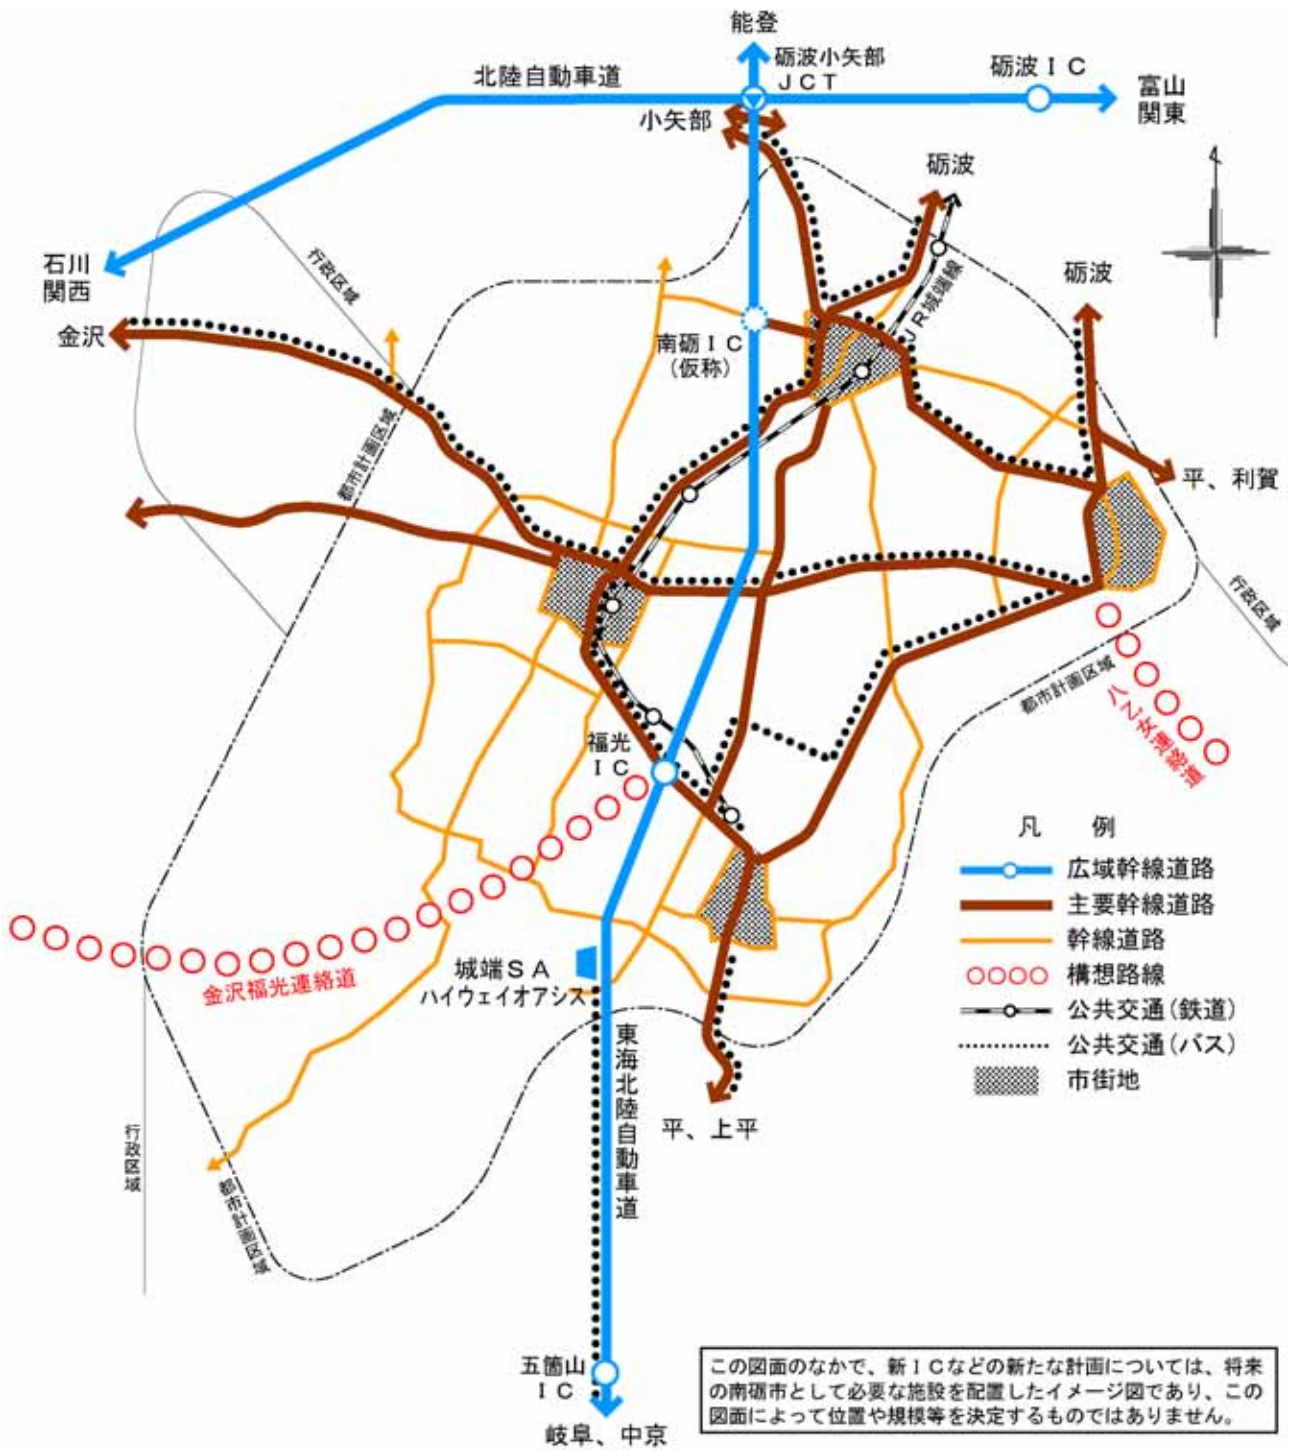 能登
砺波小矢部
ＪＣＴ
砺波ＩＣ
北陸自動車道
富山
関東
小矢部
砺波
行政区域
石川
関西
砺波
ＪＲ城端線
金沢
南砺ＩＣ
(仮称)
都市計画区域
平、利賀
行政区域
都市計画区域
八乙女連絡道
福光
ＩＣ
凡　例
広域幹線道路
主要幹線道路
幹線道路
構想路線
公共交通(鉄道)
公共交通(バス)
市街地
城端ＳＡ
ハイウェイオアシス
金沢福光連絡道
東海北陸自動車道
平、上平
行政区域
都市計画区域
五箇山
ＩＣ
岐阜、中京
この図面のなかで、新ＩＣなどの新たな計画については、将来
の南砺市として必要な施設を配置したイメージ図であり、この
図面によって位置や規模等を決定するものではありません。